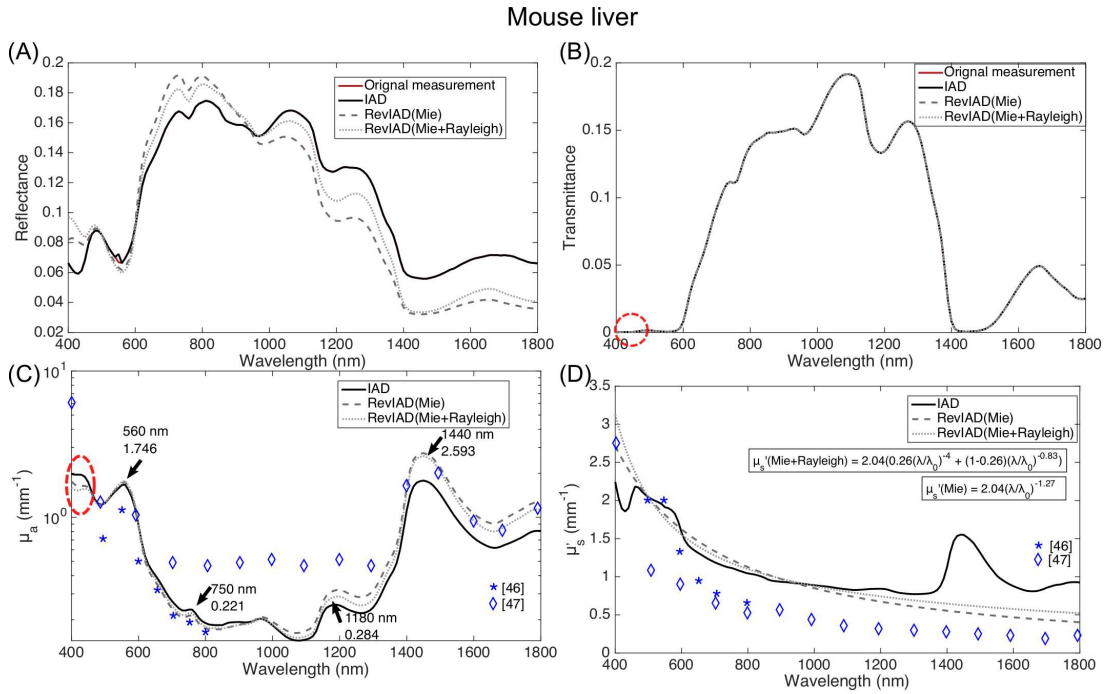 Mouse liver
(A)
0.2
0.18
0.16
0.14
0.12
0.1
0.08
0.06
0.04
0.02
Reflectance
Orignal measurement
IAD
RevIAD(Mie)
RevIAD(Mie+Rayleigh)
400 600 800 1000 1200 1400 1600 1800
Wavelength (nm)
(B)
0.2
0.15
0.1
0.05
0
Transmittance
Orignal measurement
IAD
RevIAD(Mie)
RevIAD(Mie+Rayleigh)
400 600 800 1000 1200 1400 1600 1800
Wavelength (nm)
(C)
10¹
10⁰
μₐ (mm⁻¹)
IAD
RevIAD(Mie)
RevIAD(Mie+Rayleigh)
560 nm
1.746
1440 nm
2.593
750 nm
0.221
1180 nm
0.284
[46]
[47]
400 600 800 1000 1200 1400 1600 1800
Wavelength (nm)
(D)
3.5
3
2.5
2
1.5
1
0.5
0
μₛ' (mm⁻¹)
IAD
RevIAD(Mie)
RevIAD(Mie+Rayleigh)
μₛ'(Mie+Rayleigh) = 2.04(0.26(λ/λ₀)⁻⁴ + (1-0.26)(λ/λ₀)⁻⁰·⁸³)
μₛ'(Mie) = 2.04(λ/λ₀)⁻¹·²⁷
[46]
[47]
400 600 800 1000 1200 1400 1600 1800
Wavelength (nm)